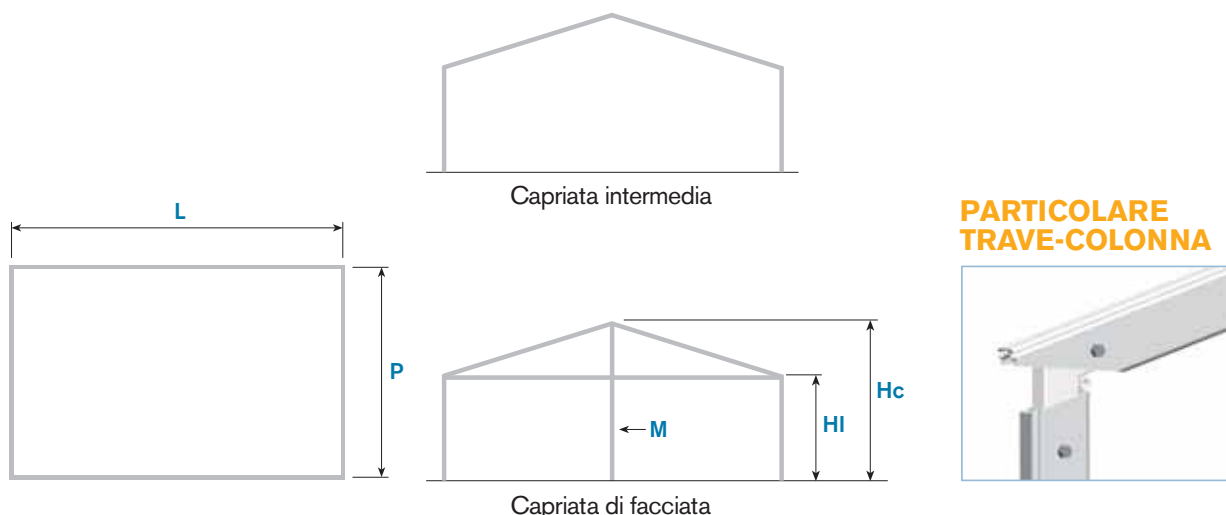 Capriata intermedia
L
PARTICOLARE
TRAVE-COLONNA
P
Hc
Hl
M
Capriata di facciata